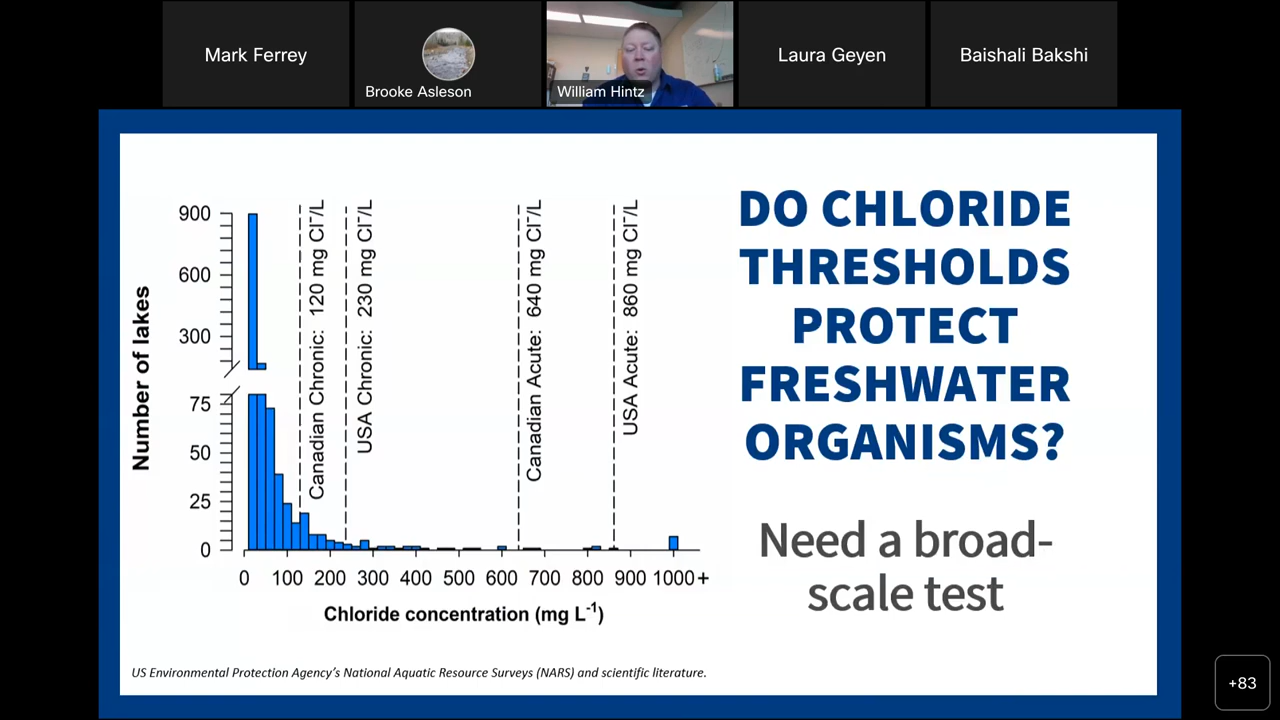 Mark Ferrey
Brooke Asleson
William Hintz
Laura Geyen
Baishali Bakshi
DO CHLORIDE
THRESHOLDS
PROTECT
FRESHWATER
ORGANISMS?
Need a broad-
scale test
Number of lakes
900
600
300
75
50
25
0
Canadian Chronic: 120 mg Cl⁻/L
USA Chronic: 230 mg Cl⁻/L
Canadian Acute: 640 mg Cl⁻/L
USA Acute: 860 mg Cl⁻/L
0 100 200 300 400 500 600 700 800 900 1000+
Chloride concentration (mg L⁻¹)
US Environmental Protection Agency's National Aquatic Resource Surveys (NARS) and scientific literature.
+83